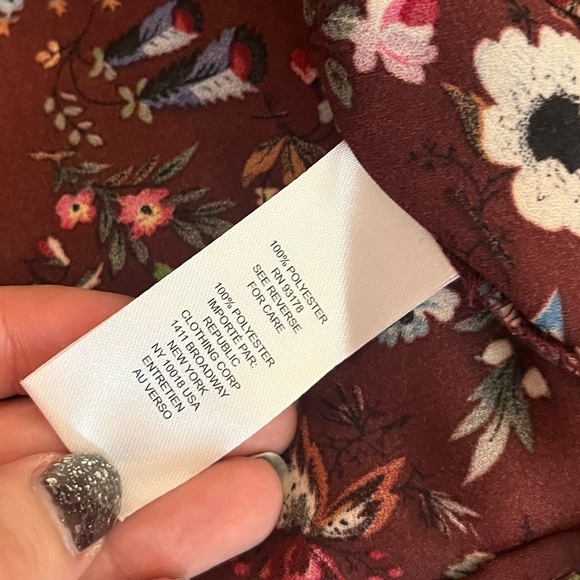 100% POLYESTER
RN 93178
SEE REVERSE
FOR CARE
100% POLYESTER
IMPORTÉ PAR:
REPUBLIC
CLOTHING CORP
1411 BROADWAY
NEW YORK
NY 10018 USA
ENTRETIEN
AU VERSO